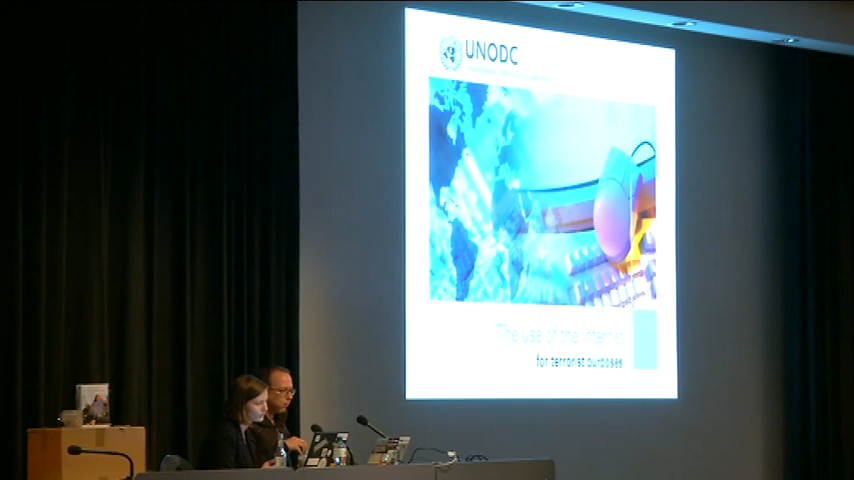 UNODC
The use of the internet
for terrorist purposes